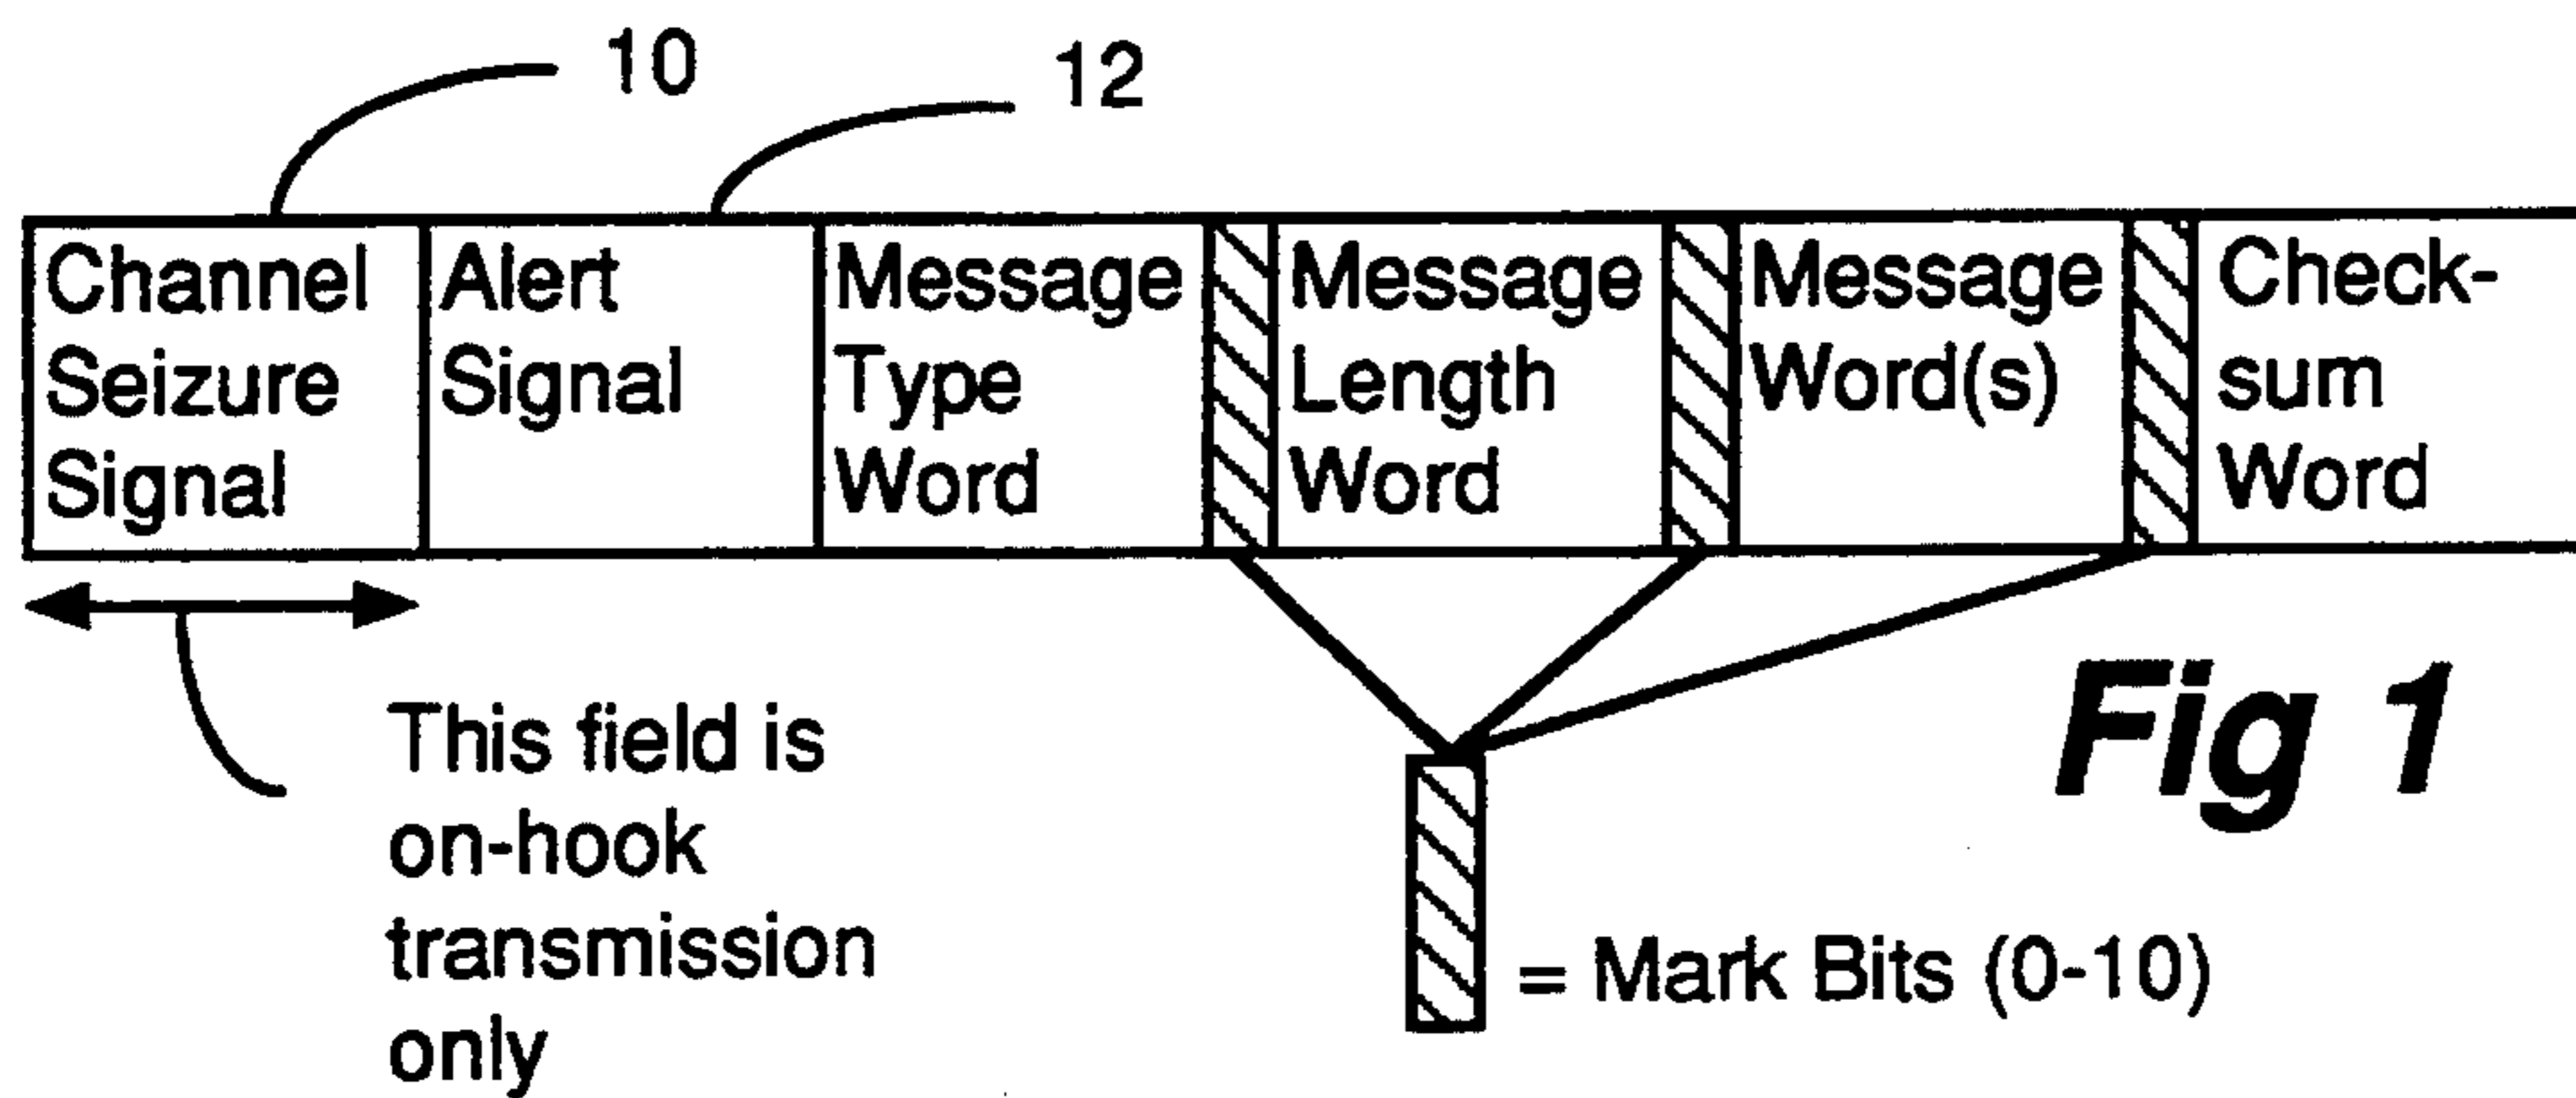 10
12
Channel
Seizure
Signal
Alert
Signal
Message
Type
Word
Message
Length
Word
Message
Word(s)
Check-
sum
Word
This field is
on-hook
transmission
only
= Mark Bits (0-10)
Fig 1